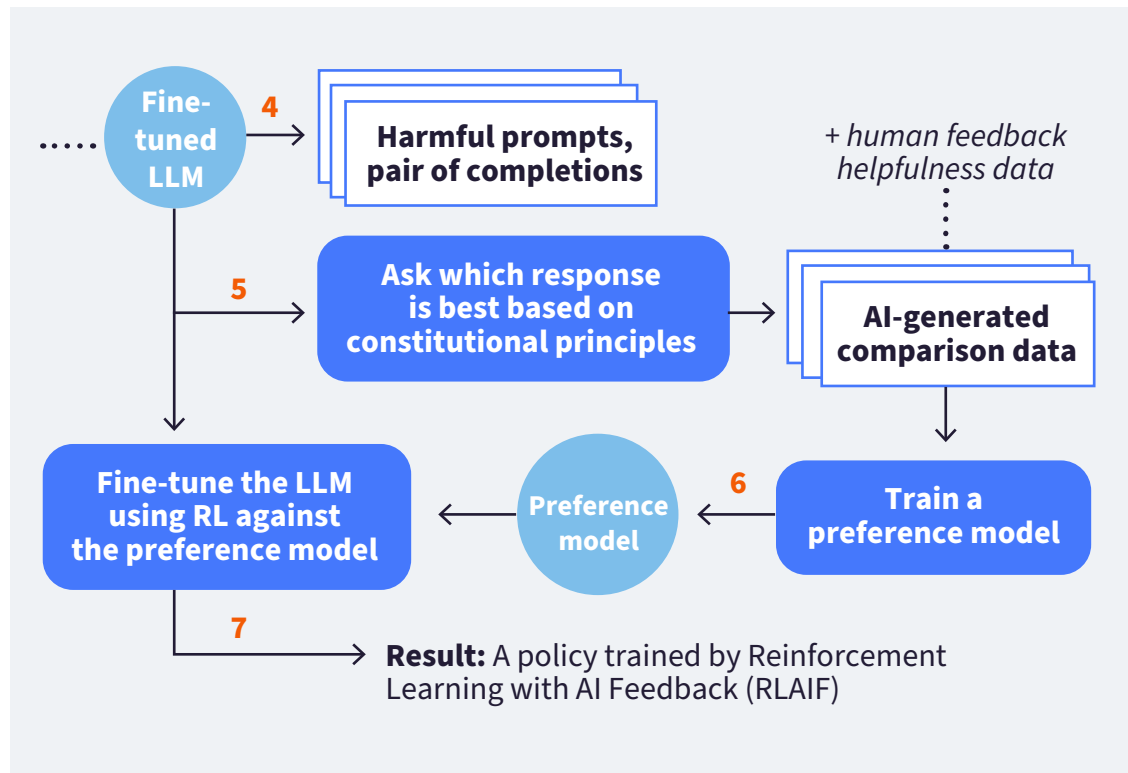 Fine-
tuned
LLM
4
Harmful prompts,
pair of completions
+ human feedback
helpfulness data
5
Ask which response
is best based on
constitutional principles
AI-generated
comparison data
Fine-tune the LLM
using RL against
the preference model
Preference
model
6
Train a
preference model
7
Result: A policy trained by Reinforcement
Learning with AI Feedback (RLAIF)